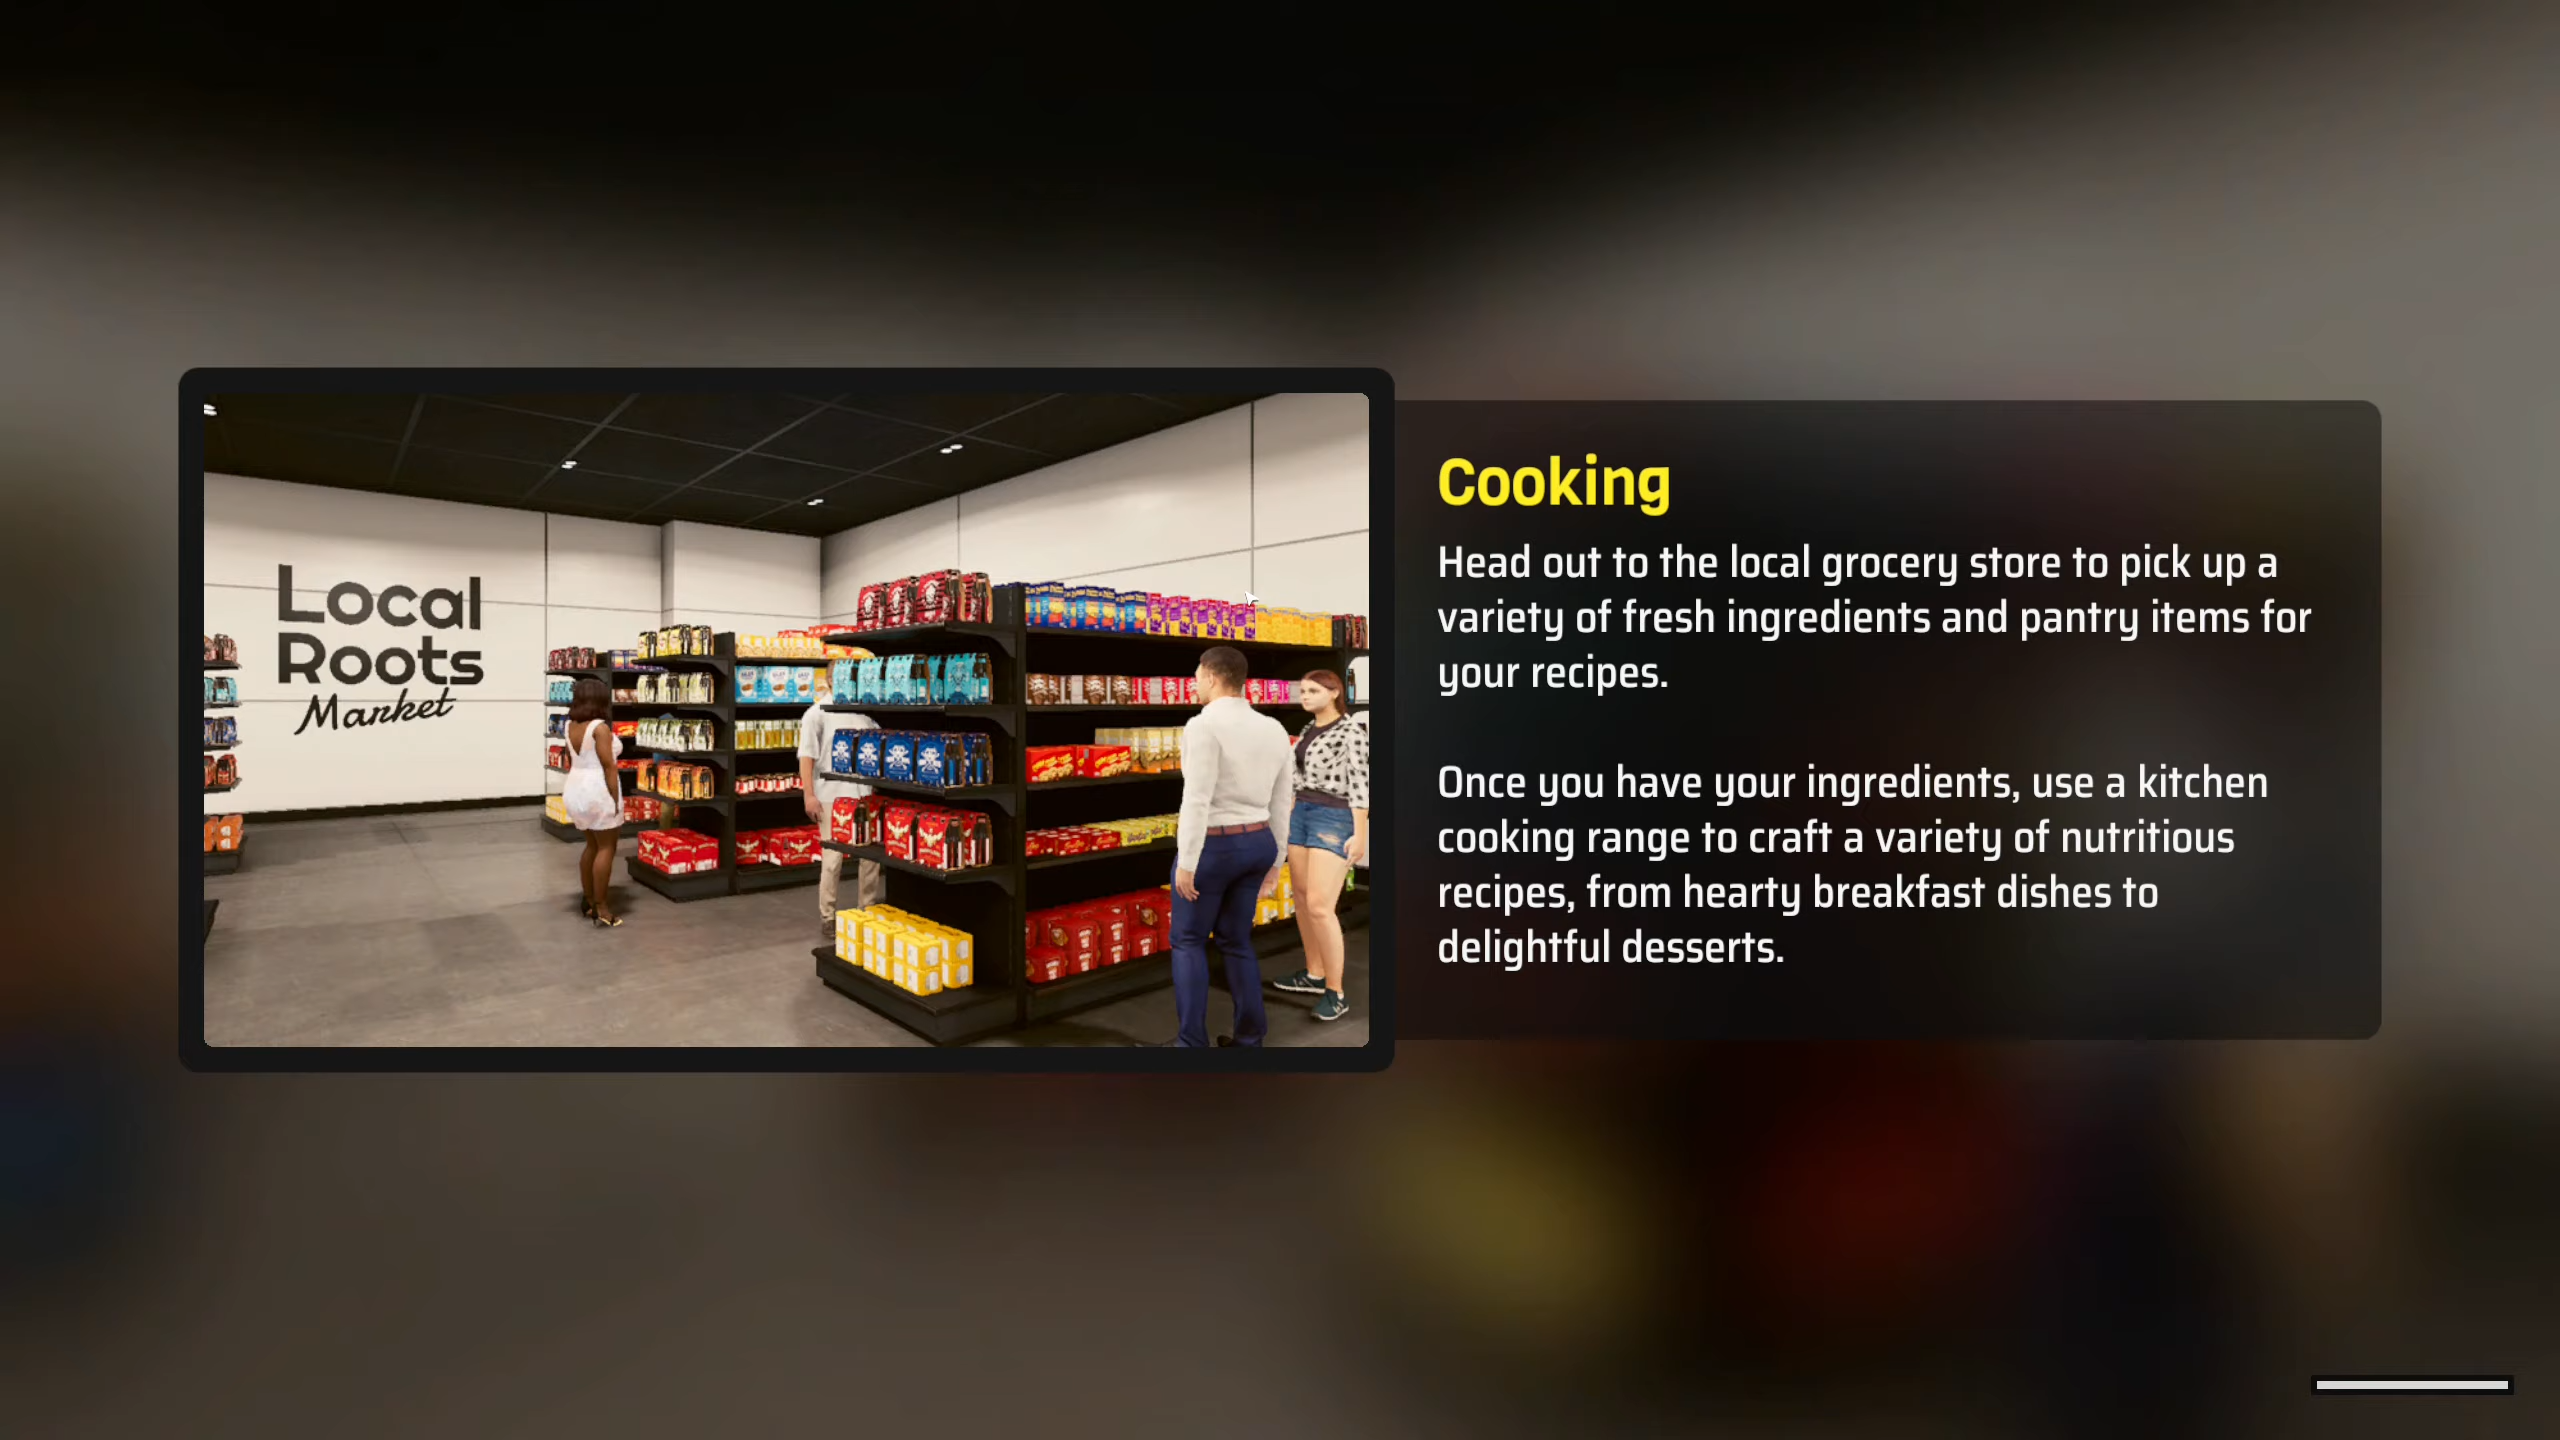 Local
Roots
Market
Cooking
Head out to the local grocery store to pick up a
variety of fresh ingredients and pantry items for
your recipes.
Once you have your ingredients, use a kitchen
cooking range to craft a variety of nutritious
recipes, from hearty breakfast dishes to
delightful desserts.